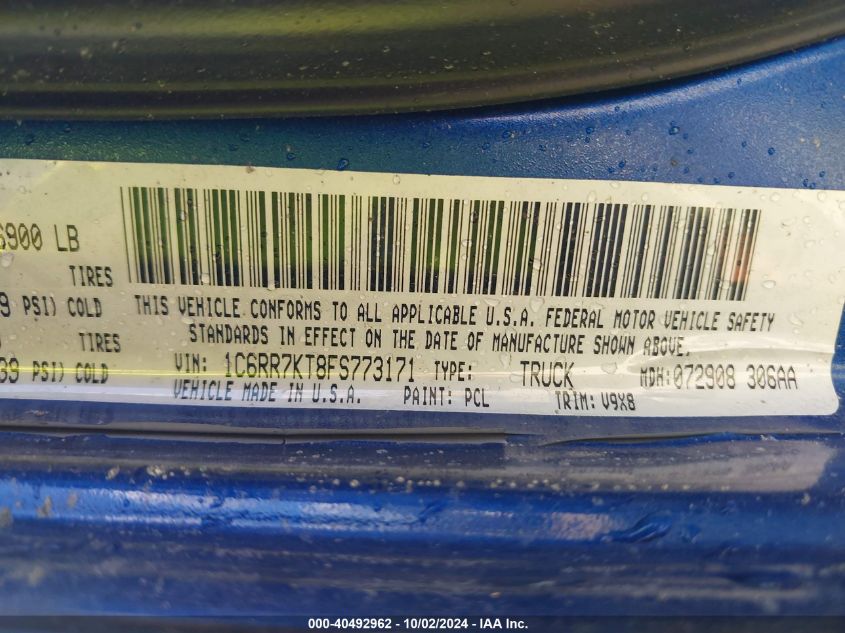 6900 LB
TIRES
9 PSI) COLD
THIS VEHICLE CONFORMS TO ALL APPLICABLE U.S.A. FEDERAL MOTOR VEHICLE SAFETY
TIRES
STANDARDS IN EFFECT ON THE DATE OF MANUFACTURE SHOWN ABOVE.
39 PSI) COLD
VIN: 1C6RR7KT8FS773171 TYPE: TRUCK MDH:072908 306AA
VEHICLE MADE IN U.S.A. PAINT: PCL TRIM: V9X8
000-40492962 - 10/02/2024 - IAA Inc.